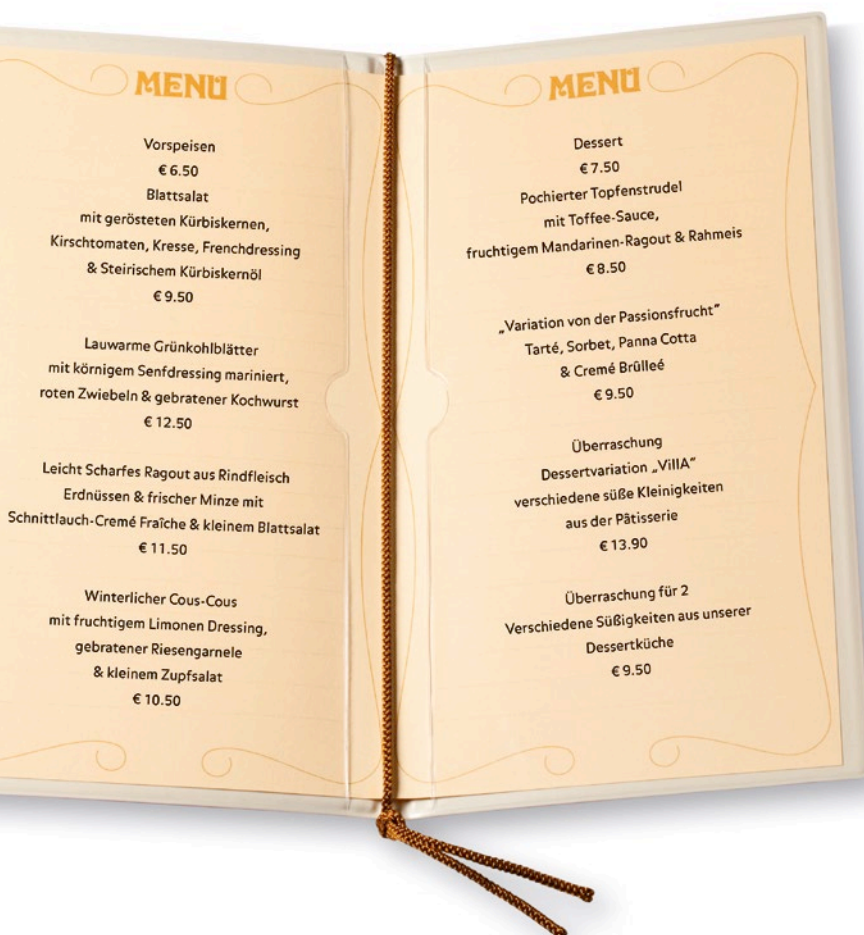 MENÜ
Vorspeisen
€ 6.50
Blattsalat
mit gerösteten Kürbiskernen,
Kirschtomaten, Kresse, Frenchdressing
& Steirischem Kürbiskernöl
€ 9.50
Lauwarme Grünkohlblätter
mit körnigem Senfdressing mariniert,
roten Zwiebeln & gebratener Kochwurst
€ 12.50
Leicht Scharfes Ragout aus Rindfleisch
Erdnüssen & frischer Minze mit
Schnittlauch-Cremé Fraîche & kleinem Blattsalat
€ 11.50
Winterlicher Cous-Cous
mit fruchtigem Limonen Dressing,
gebratener Riesengarnele
& kleinem Zupfsalat
€ 10.50
MENÜ
Dessert
€ 7.50
Pochierter Topfenstrudel
mit Toffee-Sauce,
fruchtigem Mandarinen-Ragout & Rahmeis
€ 8.50
„Variation von der Passionsfrucht“
Tarté, Sorbet, Panna Cotta
& Cremé Brûlleé
€ 9.50
Überraschung
Dessertvariation „VillA“
verschiedene süße Kleinigkeiten
aus der Pâtisserie
€ 13.90
Überraschung für 2
Verschiedene Süßigkeiten aus unserer
Dessertküche
€ 9.50